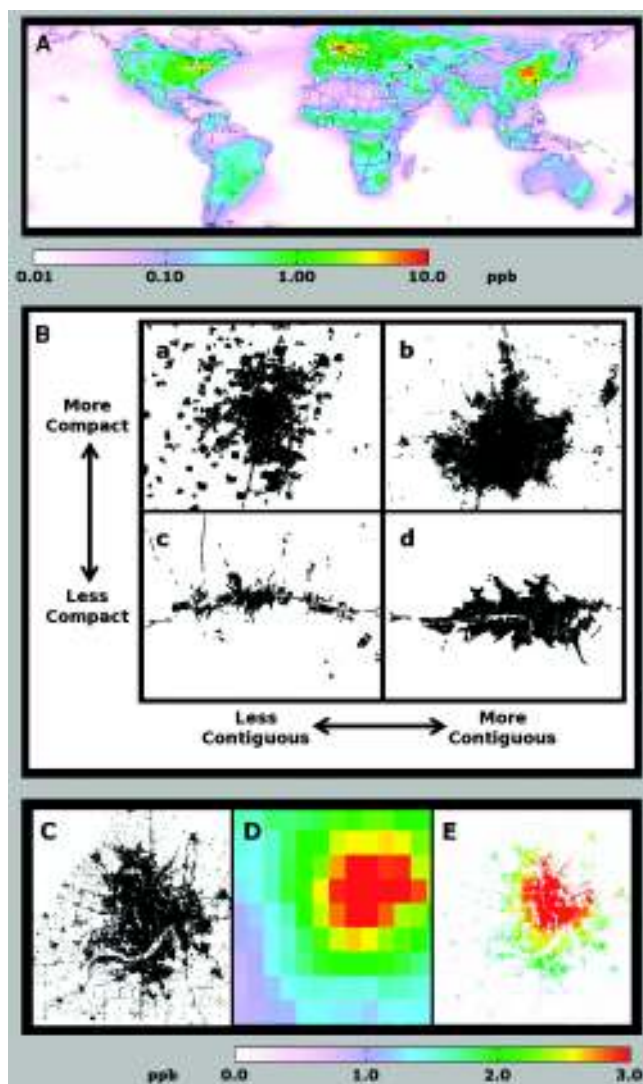 A
0.01 0.10 1.00 10.0 ppb
B
a
b
More
Compact
c
d
Less
Compact
Less
Contiguous
More
Contiguous
C
D
E
ppb 0.0 1.0 2.0 3.0